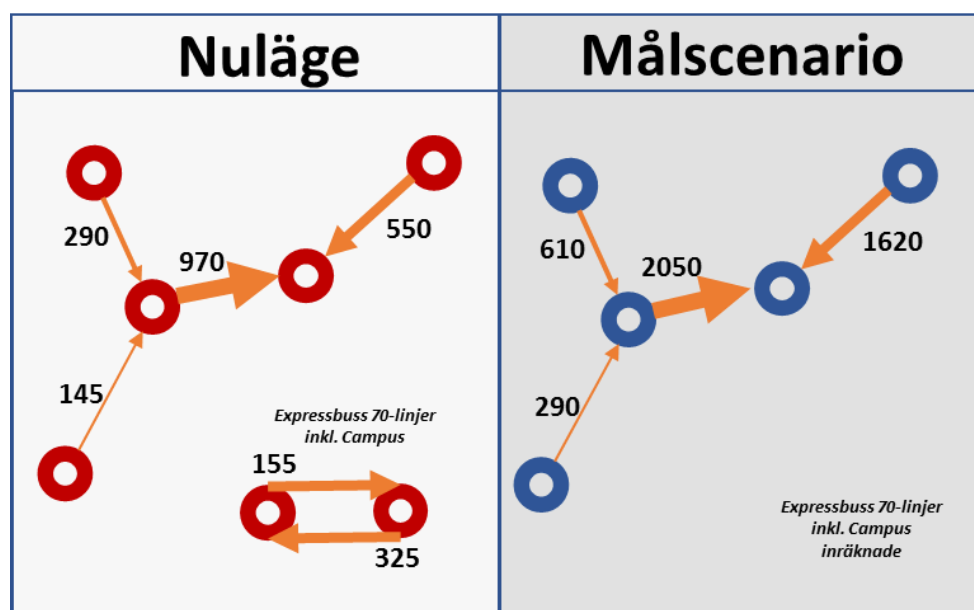 Nuläge
290
970
550
145
Expressbuss 70-linjer
inkl. Campus
155
325
Målscenario
610
2050
1620
290
Expressbuss 70-linjer
inkl. Campus
inräknade